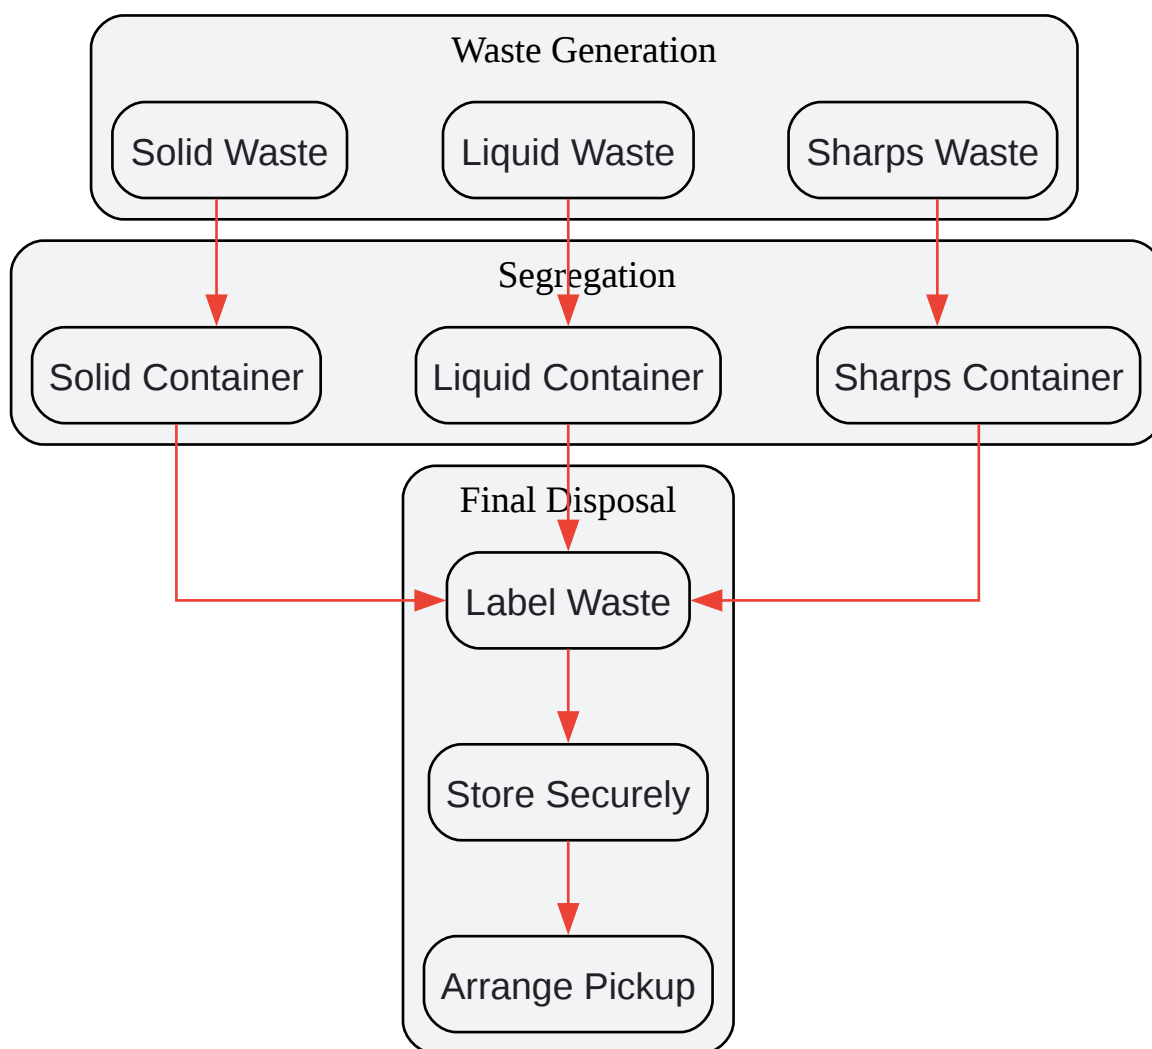 Waste Generation
Solid Waste
Liquid Waste
Sharps Waste
Segregation
Solid Container
Liquid Container
Sharps Container
Final Disposal
Label Waste
Store Securely
Arrange Pickup